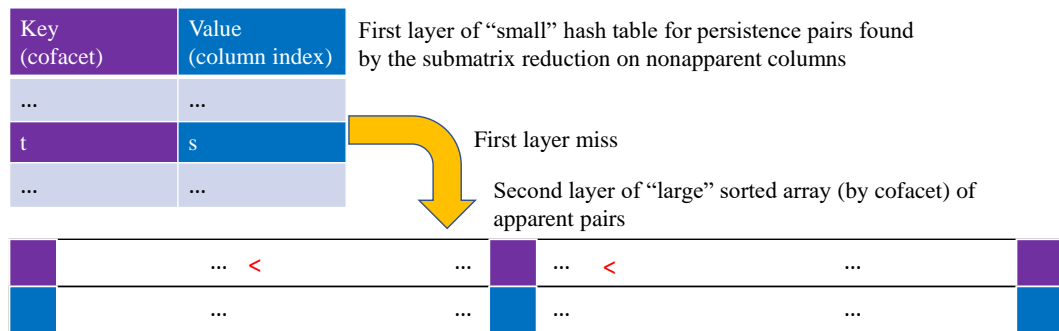 Key
(cofacet)
Value
(column index)
First layer of “small” hash table for persistence pairs found
by the submatrix reduction on nonapparent columns
... ...
t s
... ...
First layer miss
Second layer of “large” sorted array (by cofacet) of
apparent pairs
... < ... ... < ...
... ... ... ...